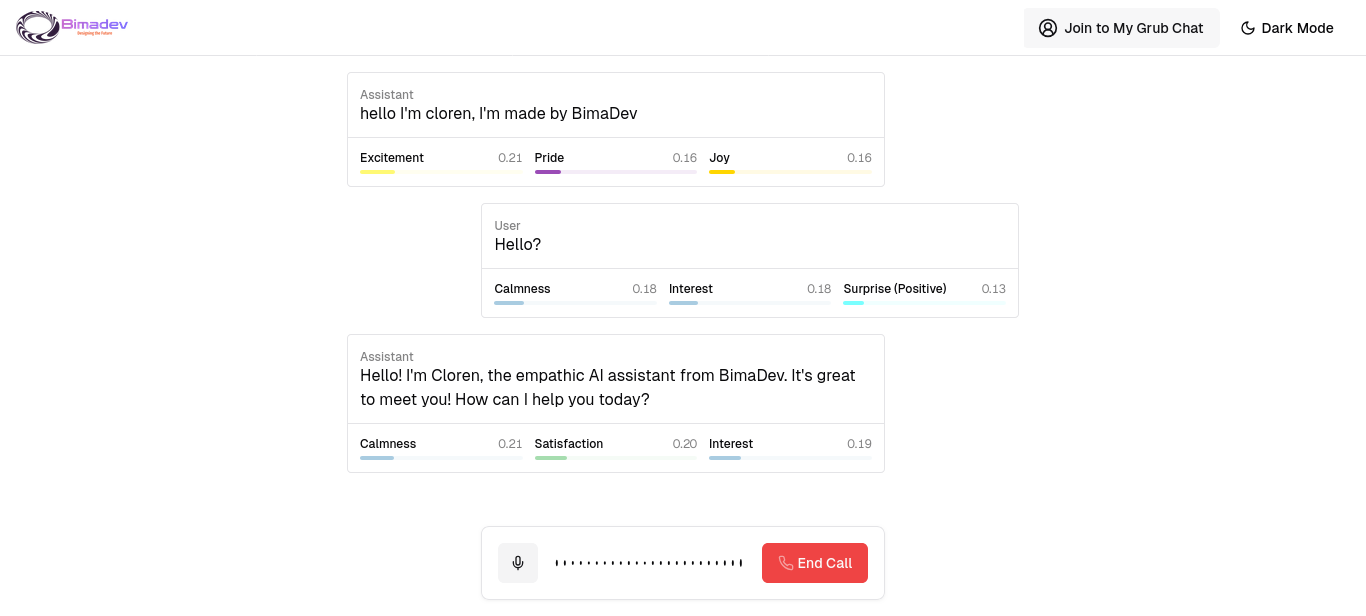 Bimadev
Designing the Future
Join to My Grub Chat
Dark Mode
Assistant
hello I'm cloren, I'm made by BimaDev
Excitement 0.21 Pride 0.16 Joy 0.16
User
Hello?
Calmness 0.18 Interest 0.18 Surprise (Positive) 0.13
Assistant
Hello! I'm Cloren, the empathic AI assistant from BimaDev. It's great
to meet you! How can I help you today?
Calmness 0.21 Satisfaction 0.20 Interest 0.19
End Call